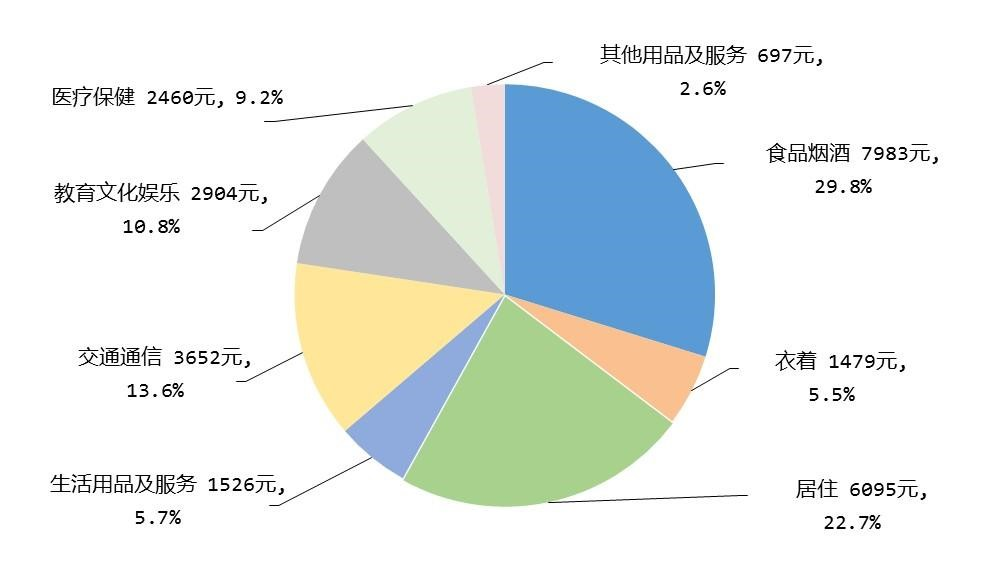 其他用品及服务 697元,
2.6%
食品烟酒 7983元,
29.8%
衣着 1479元,
5.5%
居住 6095元,
22.7%
生活用品及服务 1526元,
5.7%
交通通信 3652元,
13.6%
教育文化娱乐 2904元,
10.8%
医疗保健 2460元, 9.2%